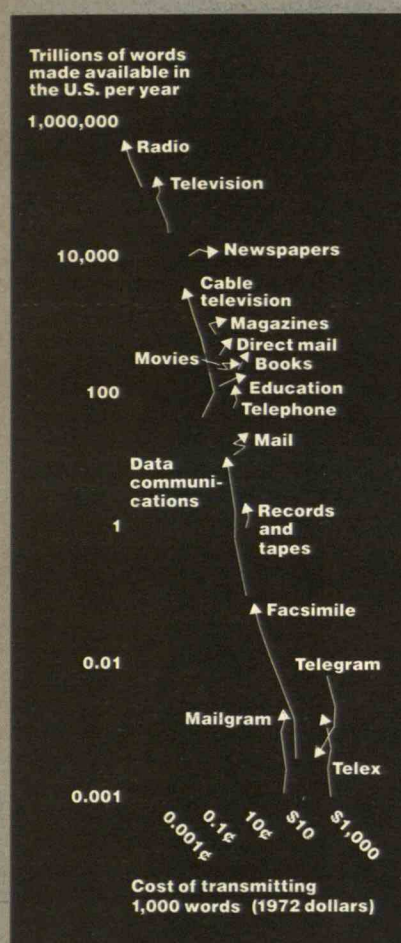 Trillions of words
made available in
the U.S. per year
1,000,000
Radio
Television
10,000
Newspapers
Cable
television
Magazines
Direct mail
Movies
Books
100
Education
Telephone
Mail
Data
communi-
cations
1
Records
and
tapes
Facsimile
0.01
Telegram
Mailgram
Telex
0.001
0.001¢
0.1¢
10¢
$10
$1,000
Cost of transmitting
1,000 words (1972 dollars)